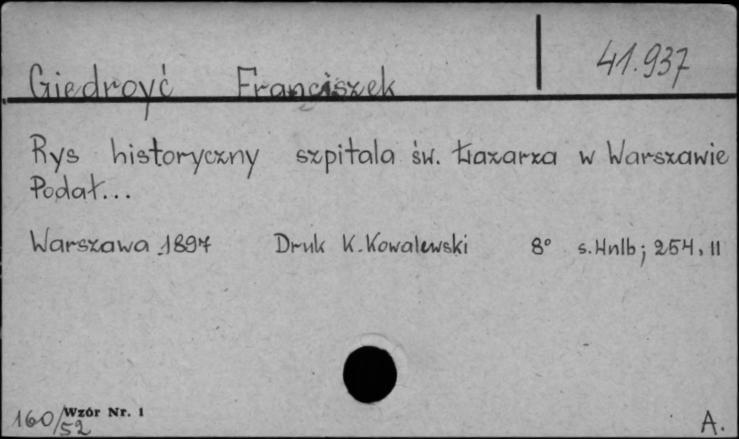 41.937
Giedroyć Franciszek
Rys historyczny szpitala św. Łazarza w Warszawie
Podał...
Warszawa 1897 Druk K. Kowalewski 8° s. Hnlb; 254, II
160/52 Wzór Nr. 1
A.